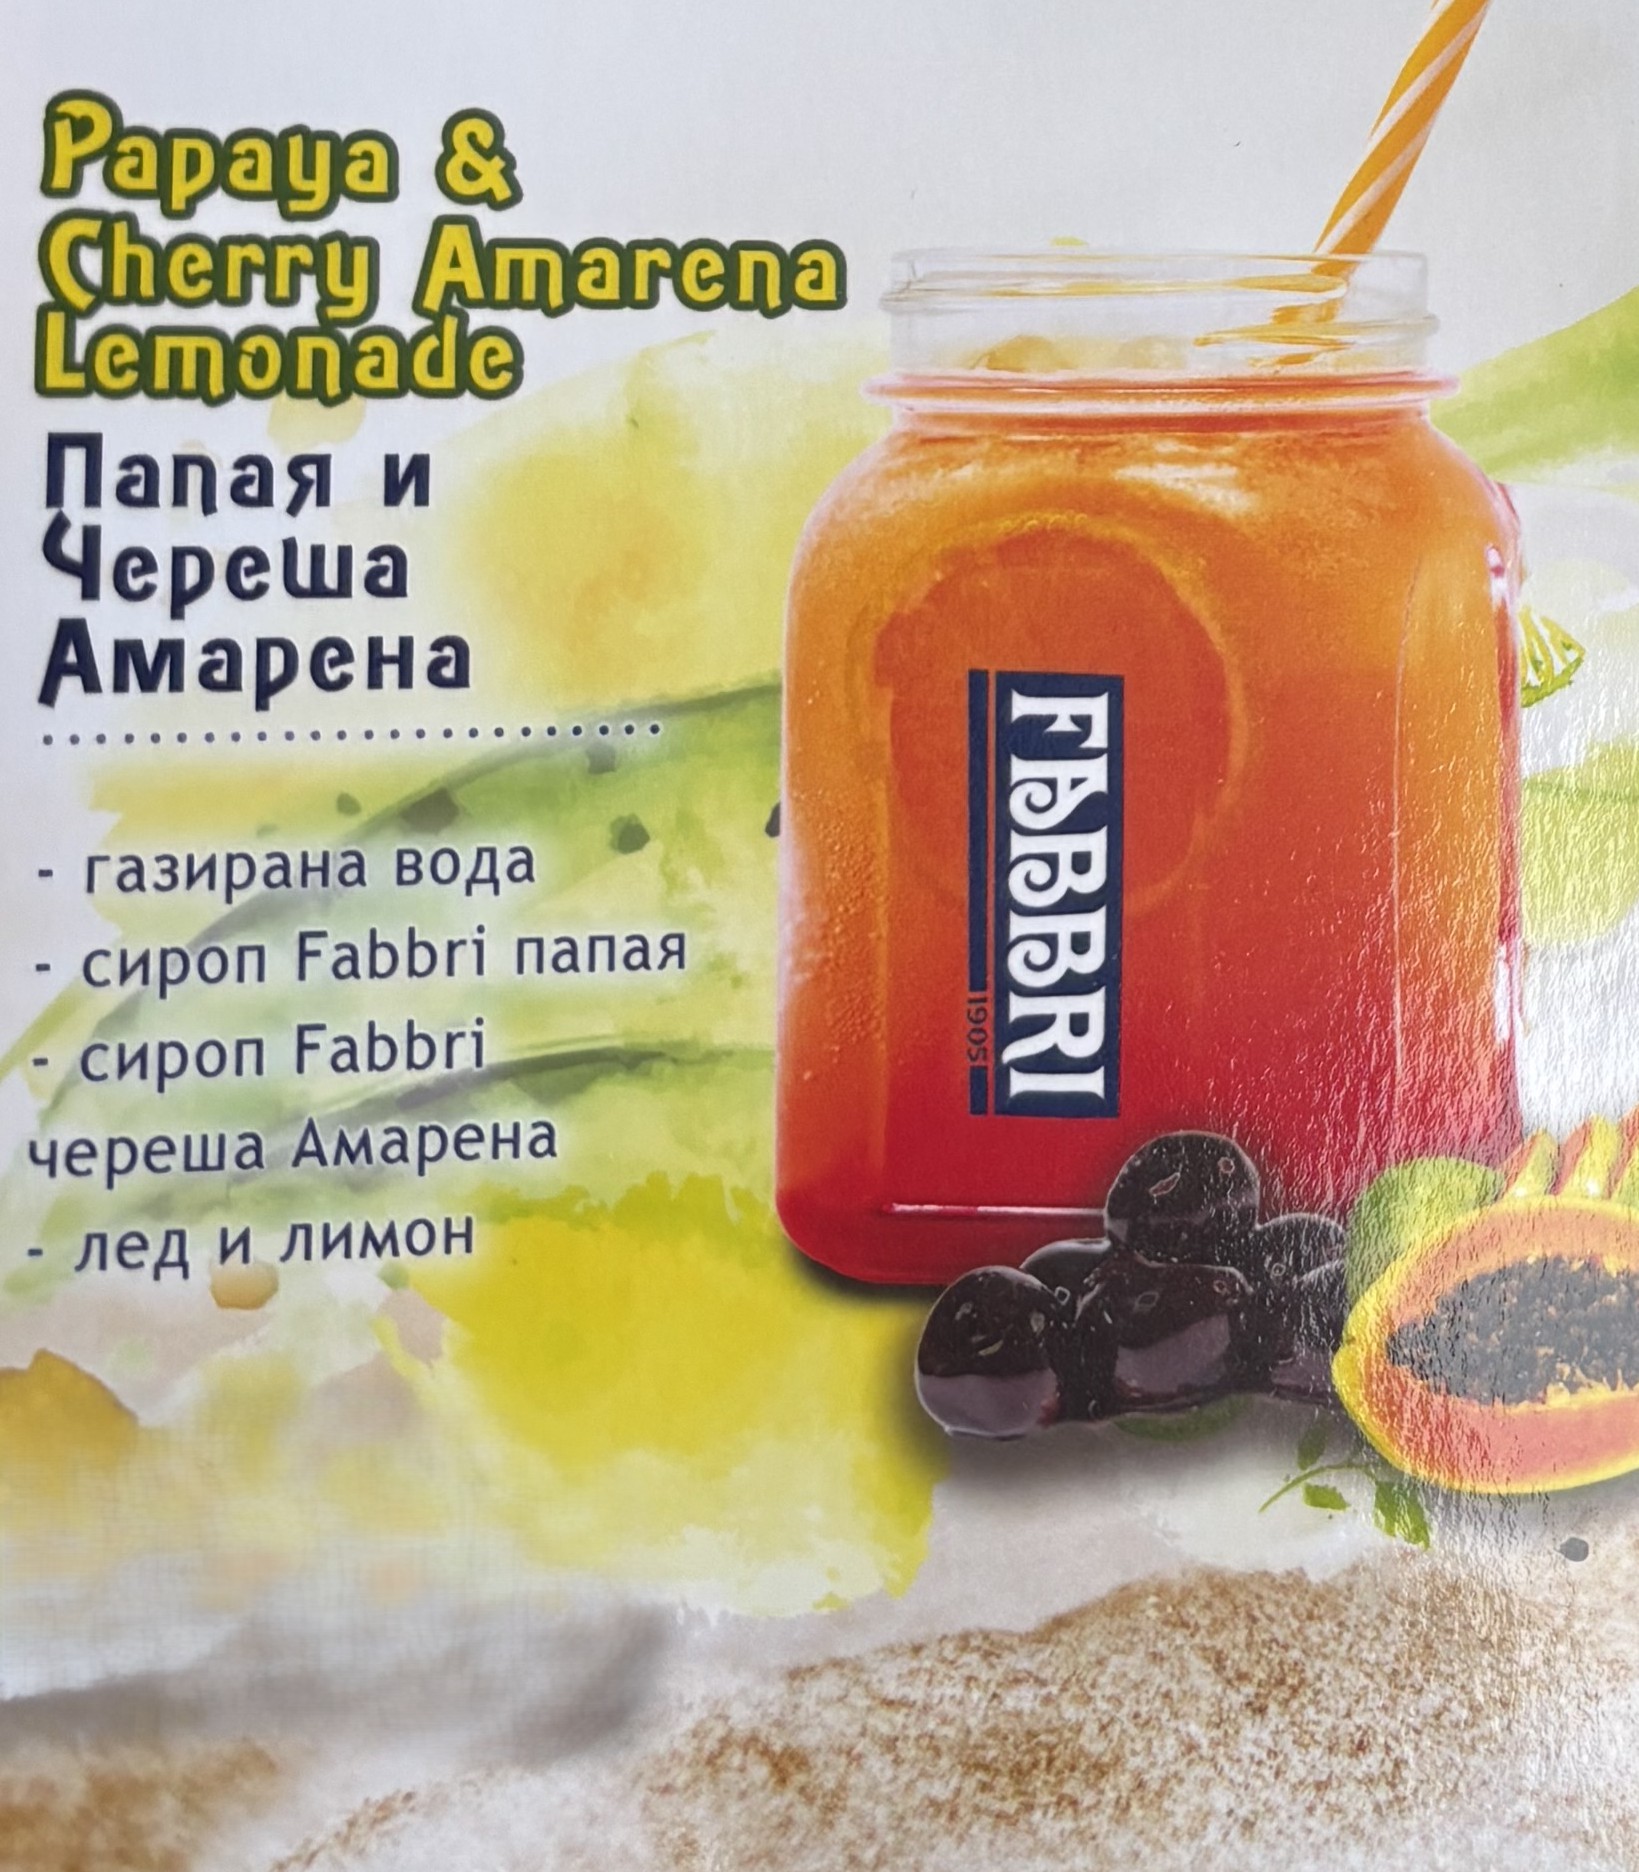 Papaya &
Cherry Amarena
Lemonade
Папая и
Череша
Амарена
- газирана вода
- сироп Fabbri папая
- сироп Fabbri
череша Амарена
- лед и лимон
FABBRI
1905